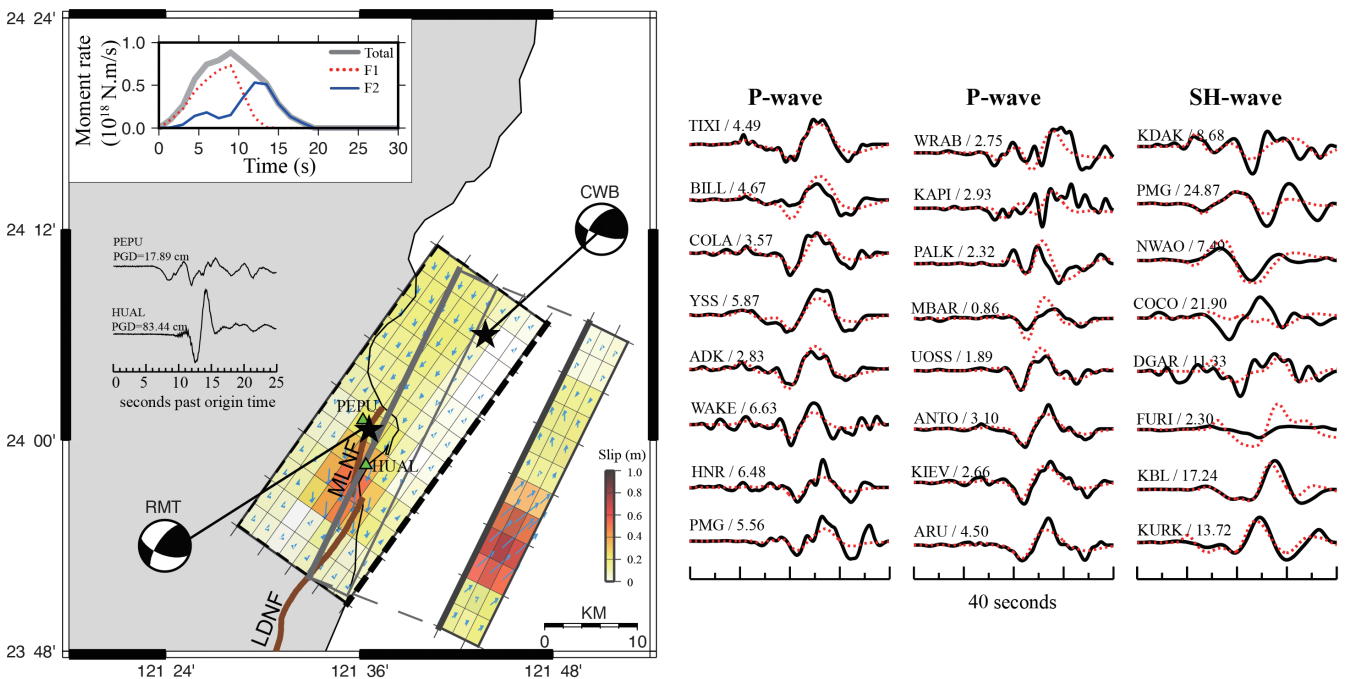 24 24'
24 12'
24 00'
23 48'
121 24'
121 36'
121 48'
Moment rate
(10^18 N.m/s)
1.0
0.5
0.0
0 5 10 15 20 25 30
Time (s)
Total
F1
F2
CWB
PEPU
PGD=17.89 cm
HUAL
PGD=83.44 cm
0 5 10 15 20 25
seconds past origin time
PEPU
HUAL
MLNF
LDNF
RMT
Slip (m)
1.0
0.8
0.6
0.4
0.2
0
KM
0 10
P-wave
TIXI / 4.49
BILL / 4.67
COLA / 3.57
YSS / 5.87
ADK / 2.83
WAKE / 6.63
HNR / 6.48
PMG / 5.56
P-wave
WRAB / 2.75
KAPI / 2.93
PALK / 2.32
MBAR / 0.86
UOSS / 1.89
ANTO / 3.10
KIEV / 2.66
ARU / 4.50
SH-wave
KDAK / 8.68
PMG / 24.87
NWAO / 7.49
COCO / 21.90
DGAR / 11.33
FURI / 2.30
KBL / 17.24
KURK / 13.72
40 seconds